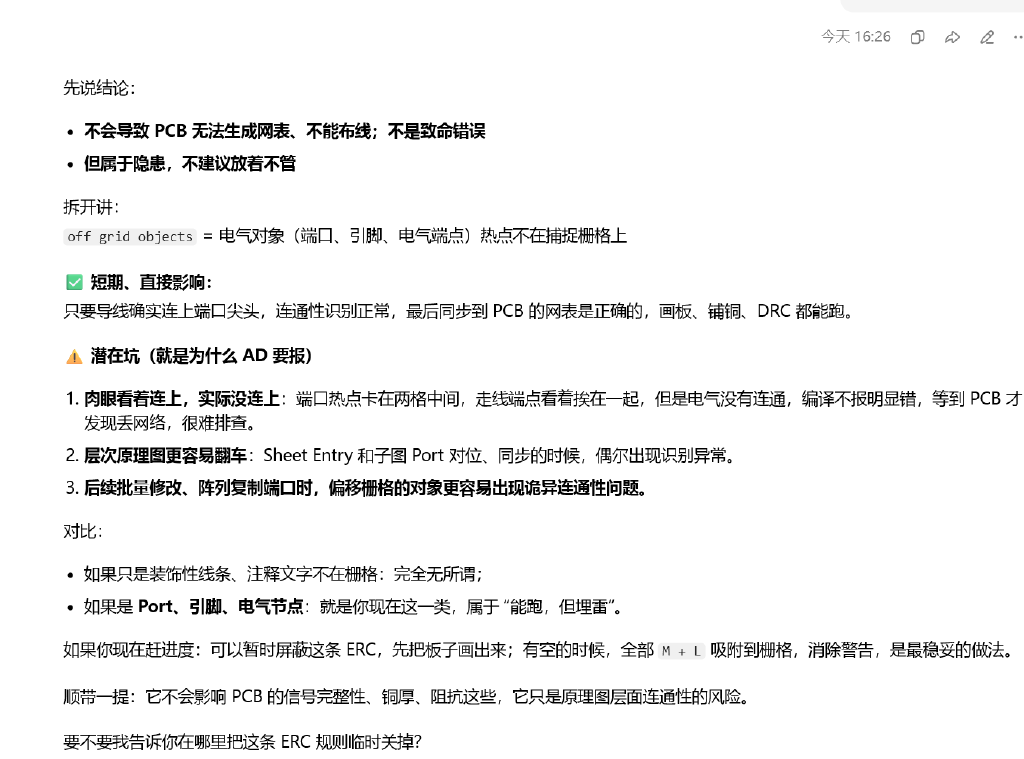 今天 16:26
先说结论：
• 不会导致 PCB 无法生成网表、不能布线；不是致命错误
• 但属于隐患，不建议放着不管
拆开讲：
off grid objects = 电气对象（端口、引脚、电气端点）热点不在捕捉栅格上
✅ 短期、直接影响：
只要导线确实连上端口尖头，连通性识别正常，最后同步到 PCB 的网表是正确的，画板、铺铜、DRC 都能跑。
⚠️ 潜在坑（就是为什么 AD 要报）
1. 肉眼看着连上，实际没连上：端口热点卡在两格中间，走线端点看着挨在一起，但是电气没有连通，编译不报明显错，等到 PCB 才
发现丢网络，很难排查。
2. 层次原理图更容易翻车：Sheet Entry 和子图 Port 对位、同步的时候，偶尔出现识别异常。
3. 后续批量修改、阵列复制端口时，偏移栅格的对象更容易出现诡异连通性问题。
对比：
• 如果只是装饰性线条、注释文字不在栅格：完全无所谓；
• 如果是 Port、引脚、电气节点：就是你现在这一类，属于 “能跑，但埋雷”。
如果你现在赶进度：可以暂时屏蔽这条 ERC，先把板子画出来；有空的时候，全部 M + L 吸附到栅格，消除警告，是最稳妥的做法。
顺带一提：它不会影响 PCB 的信号完整性、铜厚、阻抗这些，它只是原理图层面连通性的风险。
要不要我告诉你在哪里把这条 ERC 规则临时关掉？